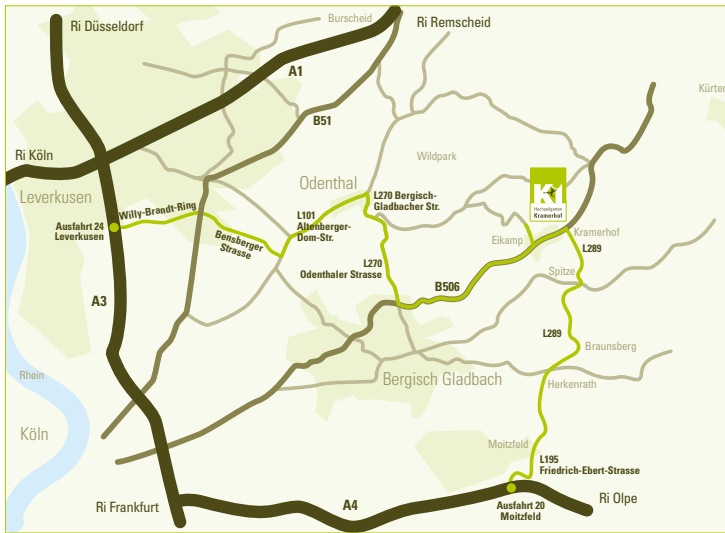 Burscheid
Ri Düsseldorf
Ri Remscheid
A1
Kürten
B51
Ri Köln
Wildpark
Odenthal
Leverkusen
L270 Bergisch-
Gladbacher Str.
Hochseilgarten
Kramerhof
Willy-Brandt-Ring
L101
Altenberger-
Dom-Str.
Ausfahrt 24
Leverkusen
Bensberger
Strasse
Kramerhof
Eikamp
L289
L270
Odenthaler Strasse
Spitze
B506
A3
L289
Braunsberg
Rhein
Bergisch Gladbach
Herkenrath
Köln
Moitzfeld
L195
Friedrich-Ebert-Strasse
Ri Frankfurt
A4
Ausfahrt 20
Moitzfeld
Ri Olpe